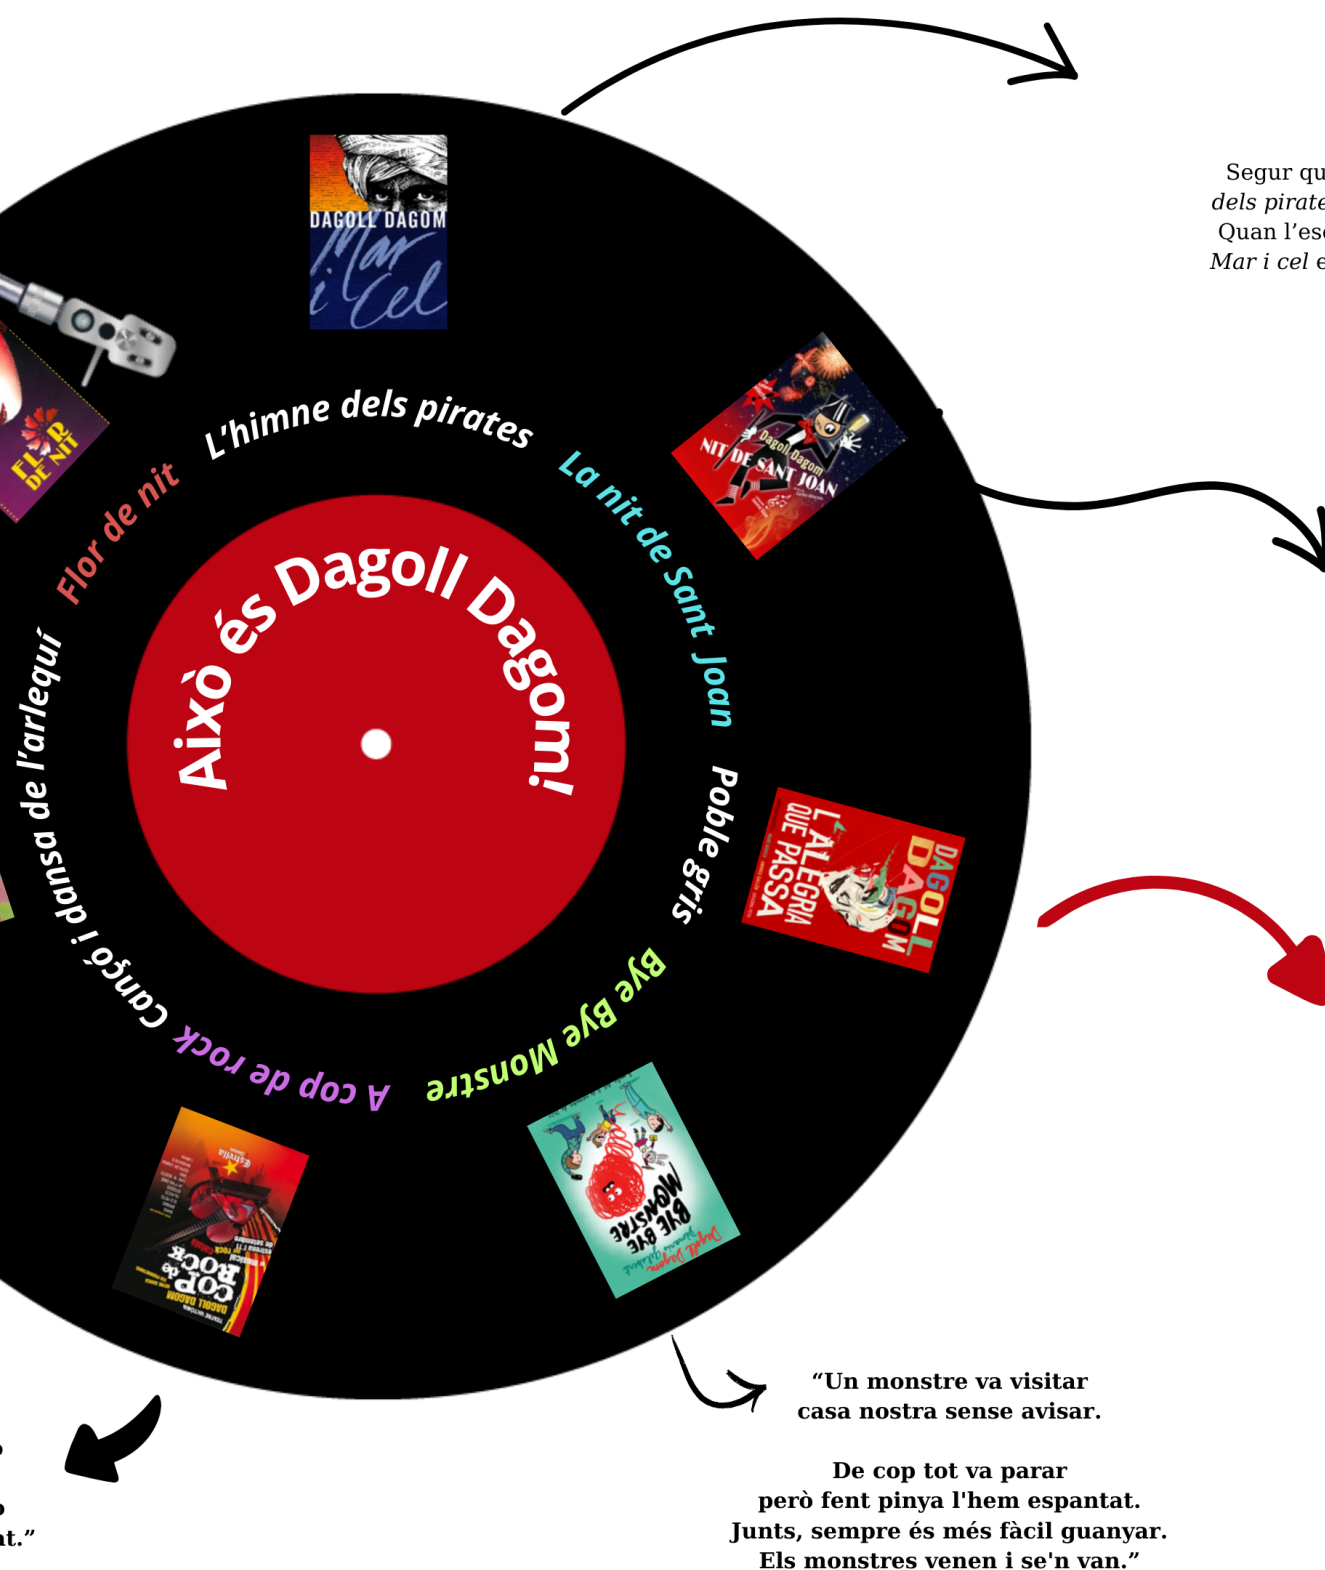 Segur qu
dels pirate
Quan l’es
Mar i cel e
DAGOLL DAGOM
Mar
i Cel
FLOR
DE NIT
Dagoll Dagom
NIT DE SANT JOAN
L'himne dels pirates
La nit de Sant Joan
Poble gris
Bye Bye Monstre
A cop de rock
Cançó i dansa de l'arlequí
Flor de nit
Això és Dagoll Dagom!
DAGOLL
DAGOM
L'ALEGRIA
QUE PASSA
BYE BYE
MONSTRE
Dagoll Dagom
Estrella
COP de
ROCK
DAGOLL DAGOM
“Un monstre va visitar
casa nostra sense avisar.
De cop tot va parar
però fent pinya l'hem espantat.
Junts, sempre és més fàcil guanyar.
Els monstres venen i se'n van.”
nt.”